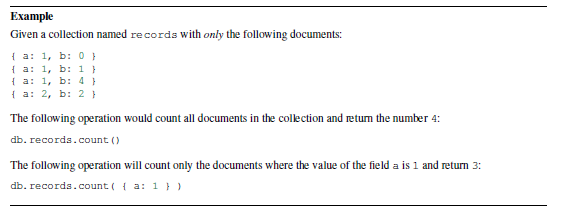 Example
Given a collection named records with only the following documents:
{ a: 1, b: 0 }
{ a: 1, b: 1 }
{ a: 1, b: 4 }
{ a: 2, b: 2 }
The following operation would count all documents in the collection and return the number 4:
db.records.count()
The following operation will count only the documents where the value of the field a is 1 and return 3:
db.records.count( { a: 1 } )